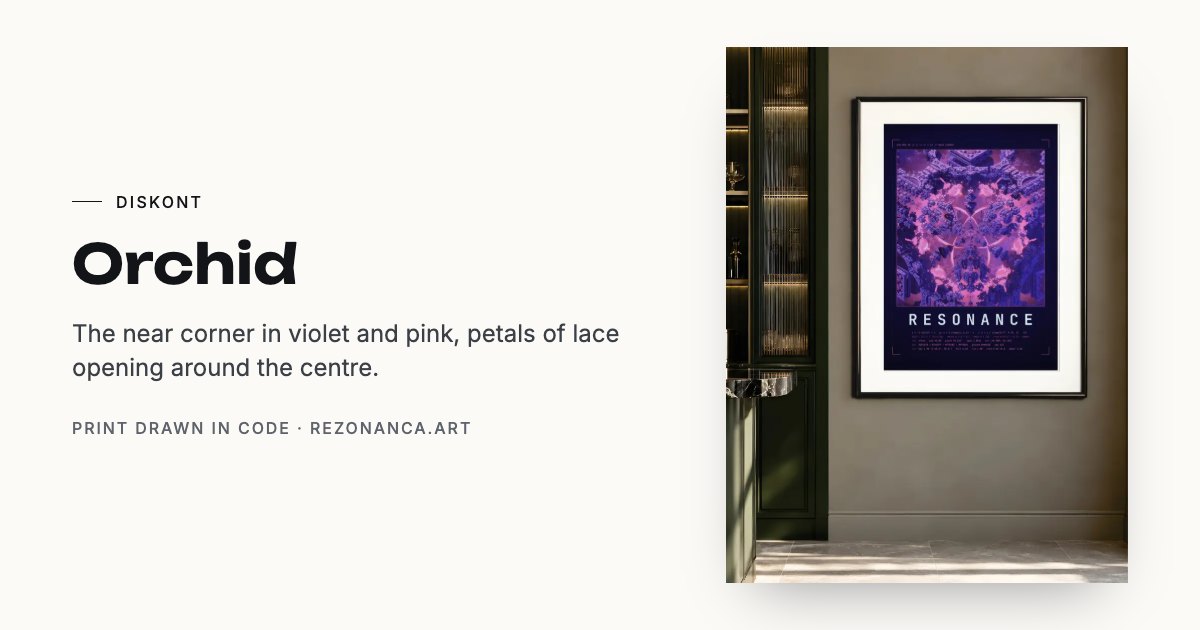 DISKONT
Orchid
The near corner in violet and pink, petals of lace
opening around the centre.
PRINT DRAWN IN CODE · REZONANCA.ART
RESONANCE